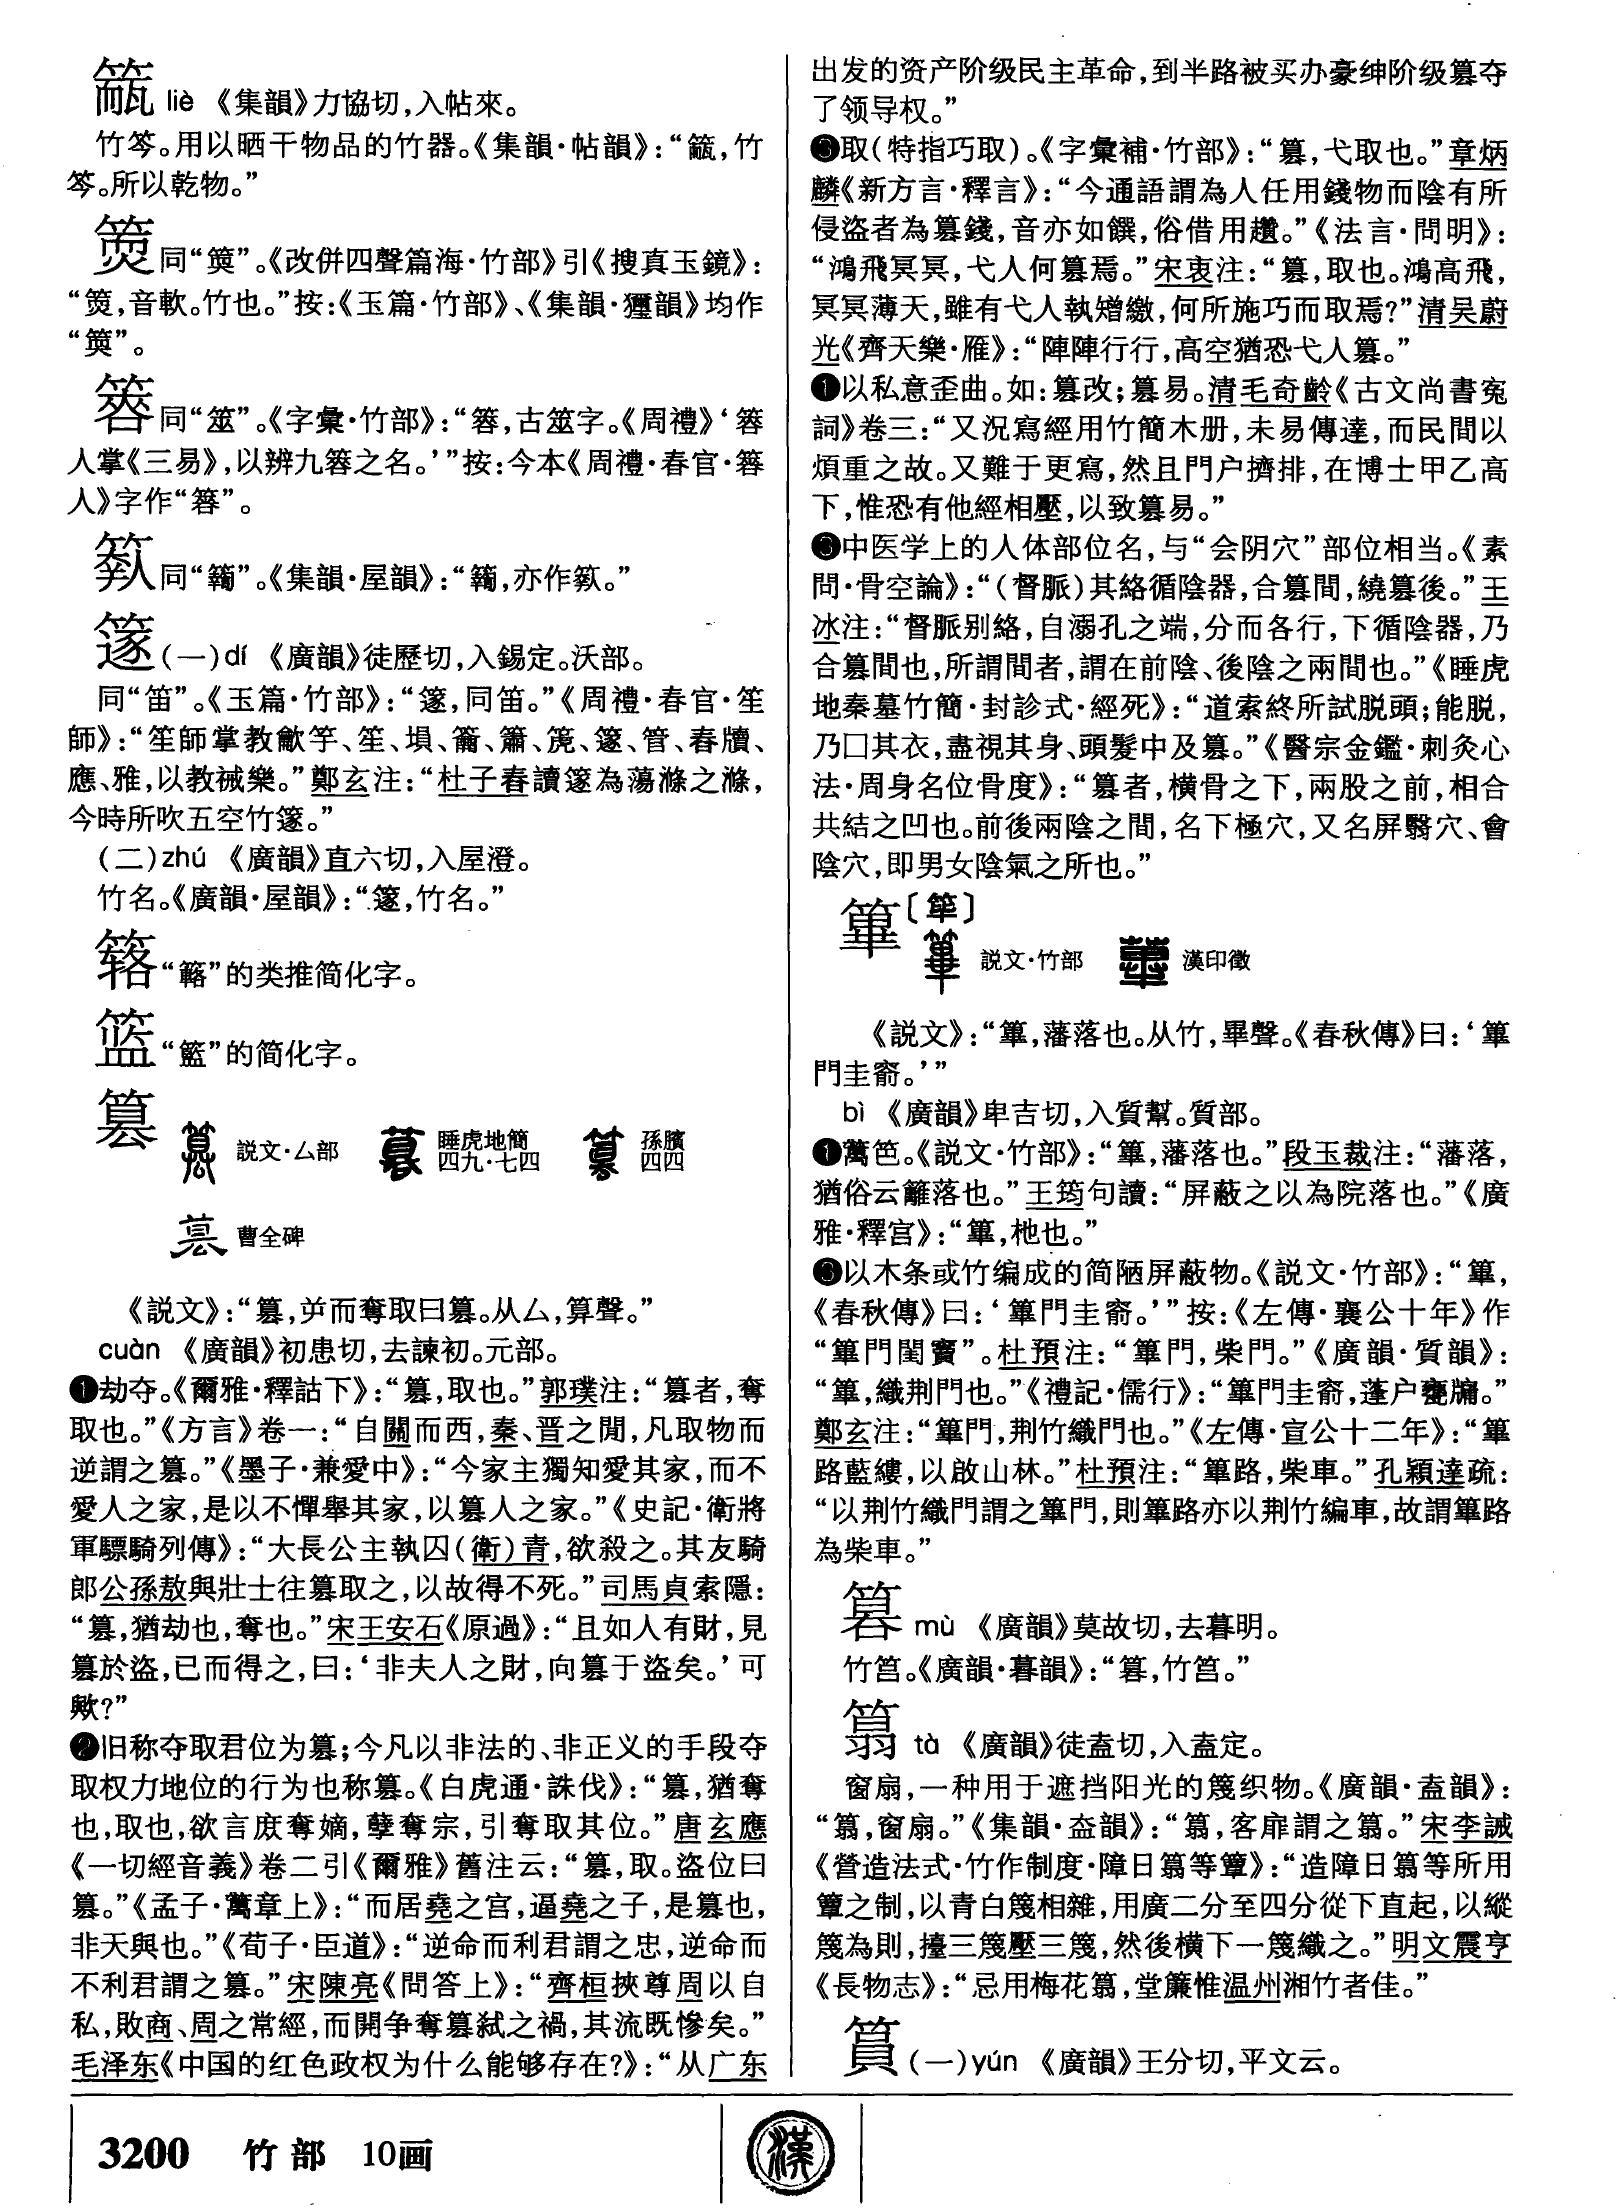 liè 《集韻》力協切,入帖來。
竹笭。用以晒干物品的竹器。《集韻·帖韻》:“,竹
笭。所以乾物。”
同“筫”。《改併四聲篇海·竹部》引《搜真玉鏡》:
“,音軟。竹也。”按:《玉篇·竹部》、《集韻·獮韻》均作
“”。
同“筮”。《字彙·竹部》:“,古筮字。《周禮》‘
人掌《三易》,以辨九之名。’”按:今本《周禮·春官·
人》字作“”。
同“”。《集韻·屋韻》:“,亦作。”
篴(一)dí 《廣韻》徒歷切,入錫定。沃部。
同“笛”。《玉篇·竹部》:“篴,同笛。”《周禮·春官·笙
師》:“笙師掌教龡竽、笙、塤、籥、簫、篪、篴、管、舂牘、
應、雅,以教祴樂。”鄭玄注:“杜子春讀篴為蕩滌之滌,
今時所吹五空竹篴。”
(二)zhú 《廣韻》直六切,入屋澄。
竹名。《廣韻·屋韻》:“篴,竹名。”
“簬”的类推简化字。
篮“籃”的简化字。
篡
説文·厶部 睡虎地簡 四九·七四 孫臏 四四
曹全碑
《説文》:“篡,屰而奪取曰篡。从厶,算聲。”
cuàn 《廣韻》初患切,去諫初。元部。
❶劫夺。《爾雅·釋詁下》:“篡,取也。”郭璞注:“篡者,奪
取也。”《方言》卷一:“自關而西,秦、晋之閒,凡取物而
逆謂之篡。”《墨子·兼愛中》:“今家主獨知愛其家,而不
愛人之家,是以不憚舉其家,以篡人之家。”《史記·衛將
軍驃騎列傳》:“大長公主執囚(衛)青,欲殺之。其友騎
郎公孫敖與壯士往篡取之,以故得不死。”司馬貞索隱:
“篡,猶劫也,奪也。”宋王安石《原過》:“且如人有財,見
篡於盗,已而得之,曰:‘非夫人之財,向篡于盗矣。’可
歟?”
❷旧称夺取君位为篡;今凡以非法的、非正义的手段夺
取权力地位的行为也称篡。《白虎通·誅伐》:“篡,猶奪
也,取也,欲言庶奪嫡,孽奪宗,引奪取其位。”唐玄應
《一切經音義》卷二引《爾雅》舊注云:“篡,取。盗位曰
篡。”《孟子·萬章上》:“而居堯之宫,逼堯之子,是篡也,
非天與也。”《荀子·臣道》:“逆命而利君謂之忠,逆命而
不利君謂之篡。”宋陳亮《問答上》:“齊桓挾尊周以自
私,敗商、周之常經,而開争奪篡弑之禍,其流既慘矣。”
毛泽东《中国的红色政权为什么能够存在?》:“从广东
出发的资产阶级民主革命,到半路被买办豪绅阶级篡夺
了领导权。”
❸取(特指巧取)。《字彙補·竹部》:“篡,弋取也。”章炳
麟《新方言·釋言》:“今通語謂為人任用錢物而陰有所
侵盗者為篡錢,音亦如饌,俗借用趲。”《法言·問明》:
“鴻飛冥冥,弋人何篡焉。”宋衷注:“篡,取也。鴻高飛,
冥冥薄天,雖有弋人執矰繳,何所施巧而取焉?”清吴蔚
光《齊天樂·雁》:“陣陣行行,高空猶恐弋人篡。”
❶以私意歪曲。如:篡改;篡易。清毛奇齡《古文尚書寃
詞》卷三:“又況寫經用竹簡木册,未易傳達,而民間以
煩重之故。又難于更寫,然且門户擠排,在博士甲乙高
下,惟恐有他經相壓,以致篡易。”
❸中医学上的人体部位名,与“会阴穴”部位相当。《素
問·骨空論》:“(督脈)其絡循陰器,合篡間,繞篡後。”王
冰注:“督脈别絡,自溺孔之端,分而各行,下循陰器,乃
合篡間也,所謂間者,謂在前陰、後陰之兩間也。”《睡虎
地秦墓竹簡·封診式·經死》:“道索終所試脱頭;能脱,
乃□其衣,盡視其身、頭髮中及篡。”《醫宗金鑑·刺灸心
法·周身名位骨度》:“篡者,横骨之下,兩股之前,相合
共結之凹也。前後兩陰之間,名下極穴,又名屏翳穴、會
陰穴,即男女陰氣之所也。”
篳〔筚〕
説文·竹部 漢印徵
《説文》:“篳,藩落也。从竹,畢聲。《春秋傳》曰:‘篳
門圭窬。’”
bì 《廣韻》卑吉切,入質幫。質部。
❶篱笆。《説文·竹部》:“篳,藩落也。”段玉裁注:“藩落,
猶俗云籬落也。”王筠句讀:“屏蔽之以為院落也。”《廣
雅·釋宫》:“篳,杝也。”
❸以木条或竹编成的简陋屏蔽物。《説文·竹部》:“篳,
《春秋傳》曰:‘篳門圭窬。’”按:《左傳·襄公十年》作
“篳門閨竇”。杜預注:“篳門,柴門。”《廣韻·質韻》:
“篳,織荆門也。”《禮記·儒行》:“篳門圭窬,蓬户甕牖。”
鄭玄注:“篳門,荆竹織門也。”《左傳·宣公十二年》:“篳
路藍縷,以啟山林。”杜預注:“篳路,柴車。”孔穎達疏:
“以荆竹織門謂之篳門,則篳路亦以荆竹編車,故謂篳路
為柴車。”
mù 《廣韻》莫故切,去暮明。
竹筥。《廣韻·暮韻》:“,竹筥。”
䈳 tà 《廣韻》徒盍切,入盍定。
窗扇,一种用于遮挡阳光的篾织物。《廣韻·盍韻》:
“,窗扇。”《集韻·盇韻》:“,客扉謂之。”宋李誡
《營造法式·竹作制度·障日等簟》:“造障日等所用
簟之制,以青白篾相雜,用廣二分至四分從下直起,以縱
篾為則,擡三篾壓三篾,然後横下一篾織之。”明文震亨
《長物志》:“忌用梅花,堂簾惟温州湘竹者佳。”
篔(一)yún 《廣韻》王分切,平文云。
3200 竹部 10画
漢